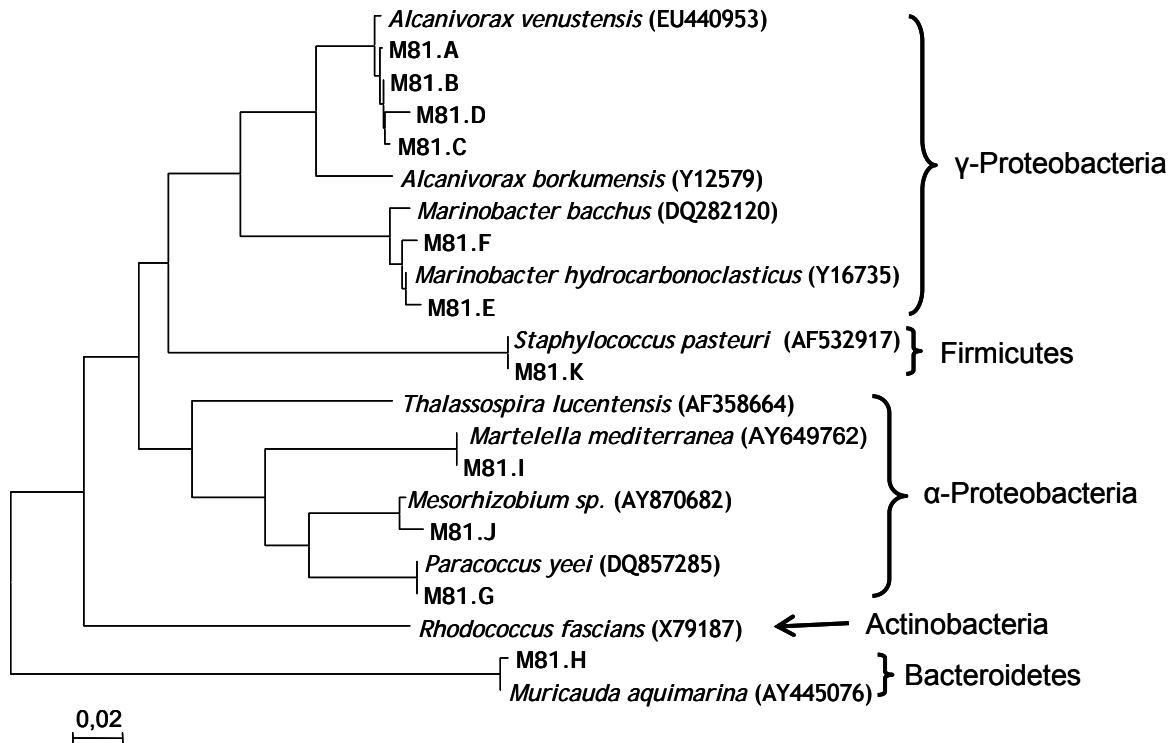 Alcanivorax venustensis (EU440953)
M81.A
M81.B
M81.D
M81.C
Alcanivorax borkumensis (Y12579)
Marinobacter bacchus (DQ282120)
M81.F
Marinobacter hydrocarbonoclasticus (Y16735)
M81.E
γ-Proteobacteria
Staphylococcus pasteuri (AF532917)
M81.K
Firmicutes
Thalassospira lucentensis (AF358664)
Martelella mediterranea (AY649762)
M81.I
Mesorhizobium sp. (AY870682)
M81.J
Paracoccus yeei (DQ857285)
M81.G
α-Proteobacteria
Rhodococcus fascians (X79187)
Actinobacteria
M81.H
Muricauda aquimarina (AY445076)
Bacteroidetes
0,02